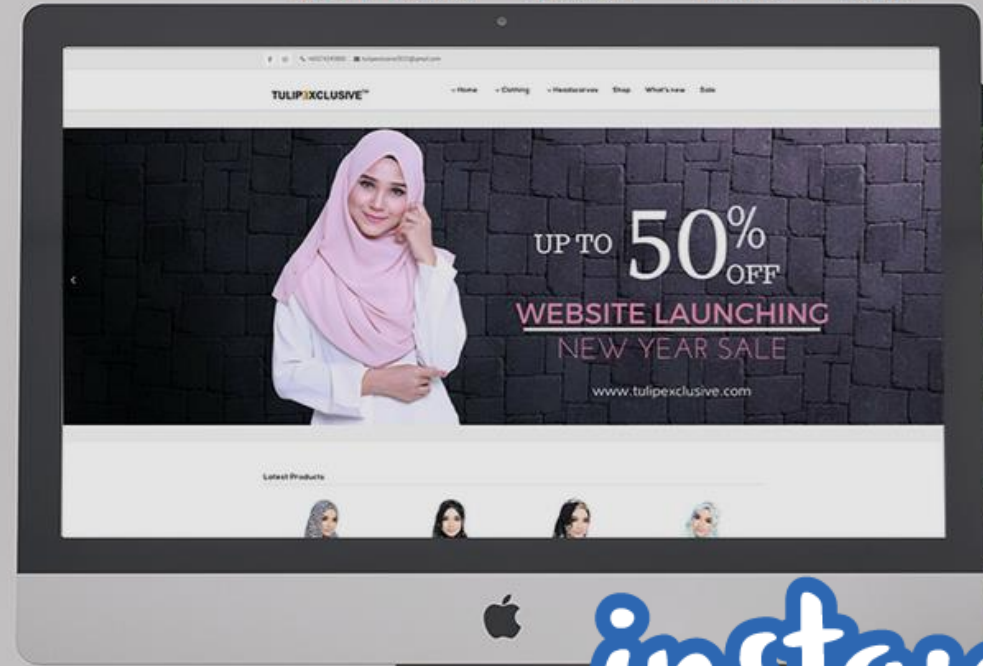 TULIPEXCLUSIVE™
Home Clothing Headscarves Shop What's new Sale
UP TO 50% OFF
WEBSITE LAUNCHING
NEW YEAR SALE
www.tulipexclusive.com
Latest Products